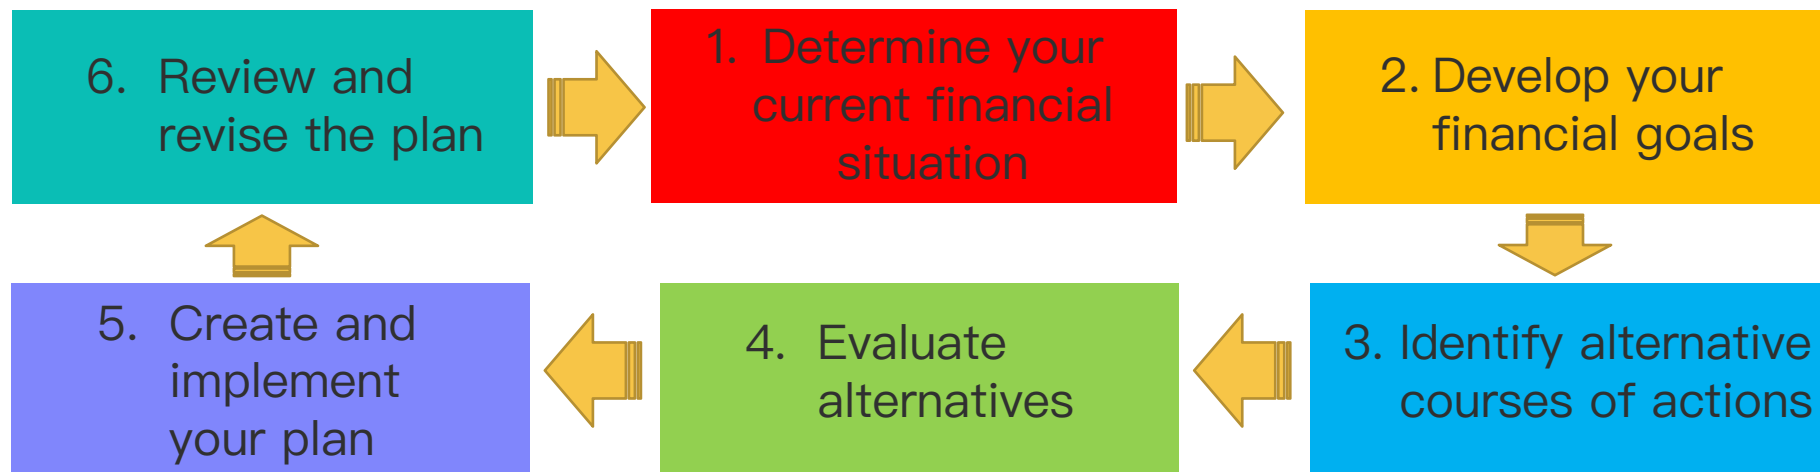 6. Review and
revise the plan
1. Determine your
current financial
situation
2. Develop your
financial goals
5. Create and
implement
your plan
4. Evaluate
alternatives
3. Identify alternative
courses of actions